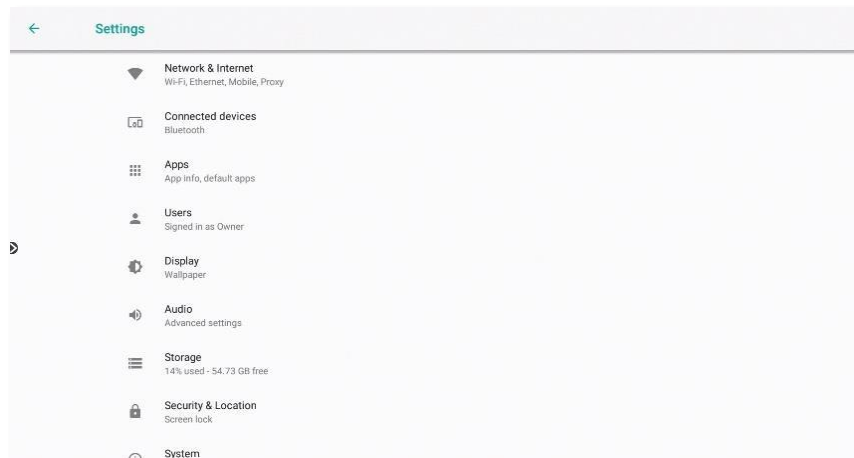 Settings
Network & Internet
Wi-Fi, Ethernet, Mobile, Proxy
Connected devices
Bluetooth
Apps
App info, default apps
Users
Signed in as Owner
Display
Wallpaper
Audio
Advanced settings
Storage
14% used - 54.73 GB free
Security & Location
Screen lock
System